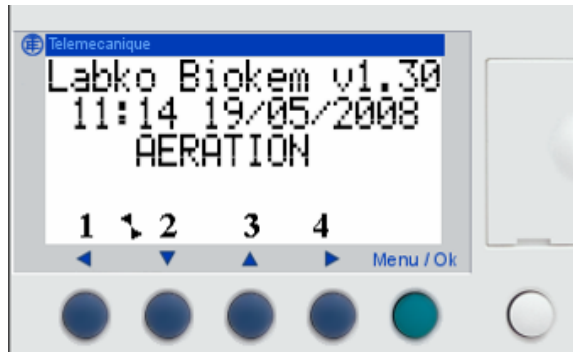 Telemecanique
Labko Biokem v1.30
11:14 19/05/2008
AERATION
1 2 3 4
Menu / Ok